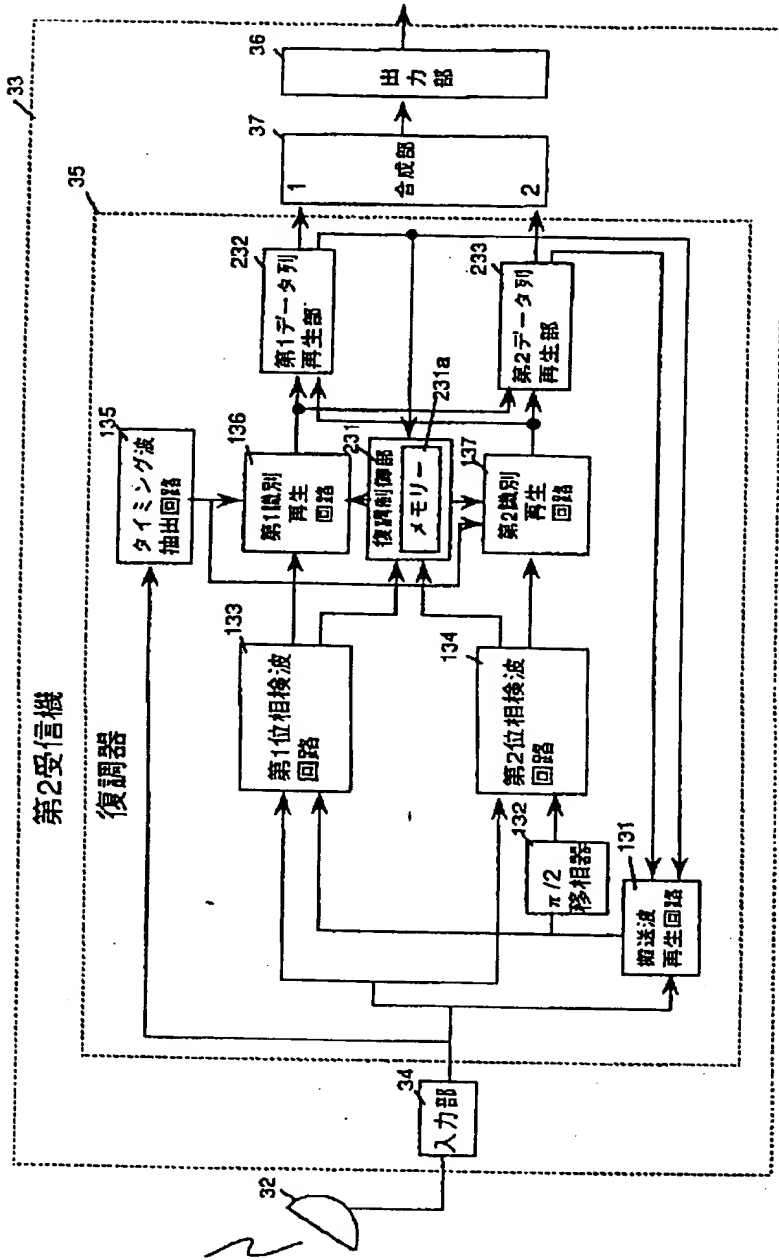 第2受信機
33
復調器
35
32
34
入力部
135
タイミング波
抽出回路
133
第1位相検波
回路
136
第1識別
再生
回路
232
第1データ列
再生部
37
1
合成部
2
36
出力部
231
復調制御部
231a
メモリー
134
第2位相検波
回路
137
第2識別
再生
回路
233
第2データ列
再生部
132
π/2
移相器
131
搬送波
再生回路